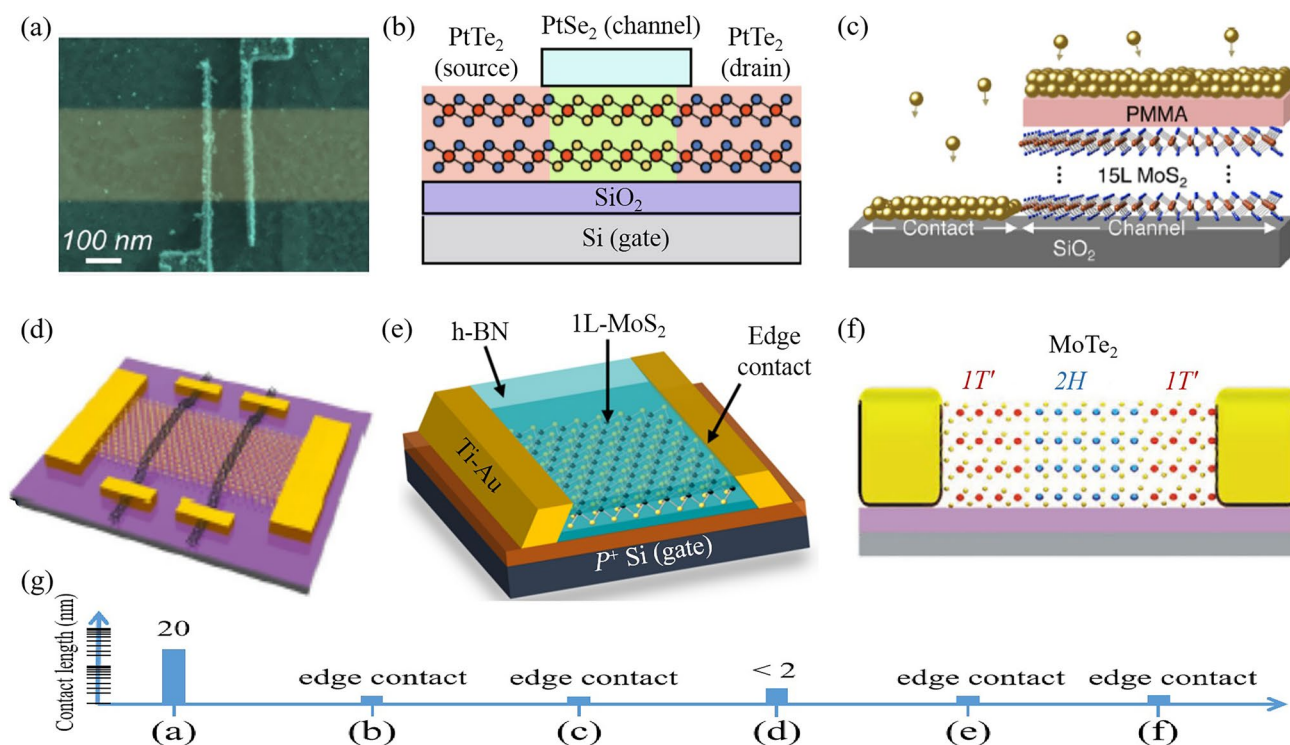 (a)
100 nm
(b)
PtTe₂
(source)
PtSe₂ (channel)
PtTe₂
(drain)
SiO₂
Si (gate)
(c)
PMMA
15L MoS₂
Contact
Channel
SiO₂
(d)
(e)
h-BN
1L-MoS₂
Edge
contact
Ti-Au
P⁺ Si (gate)
(f)
MoTe₂
1T' 2H 1T'
(g)
Contact length (nm)
20
edge contact
edge contact
< 2
edge contact
edge contact
(a) (b) (c) (d) (e) (f)